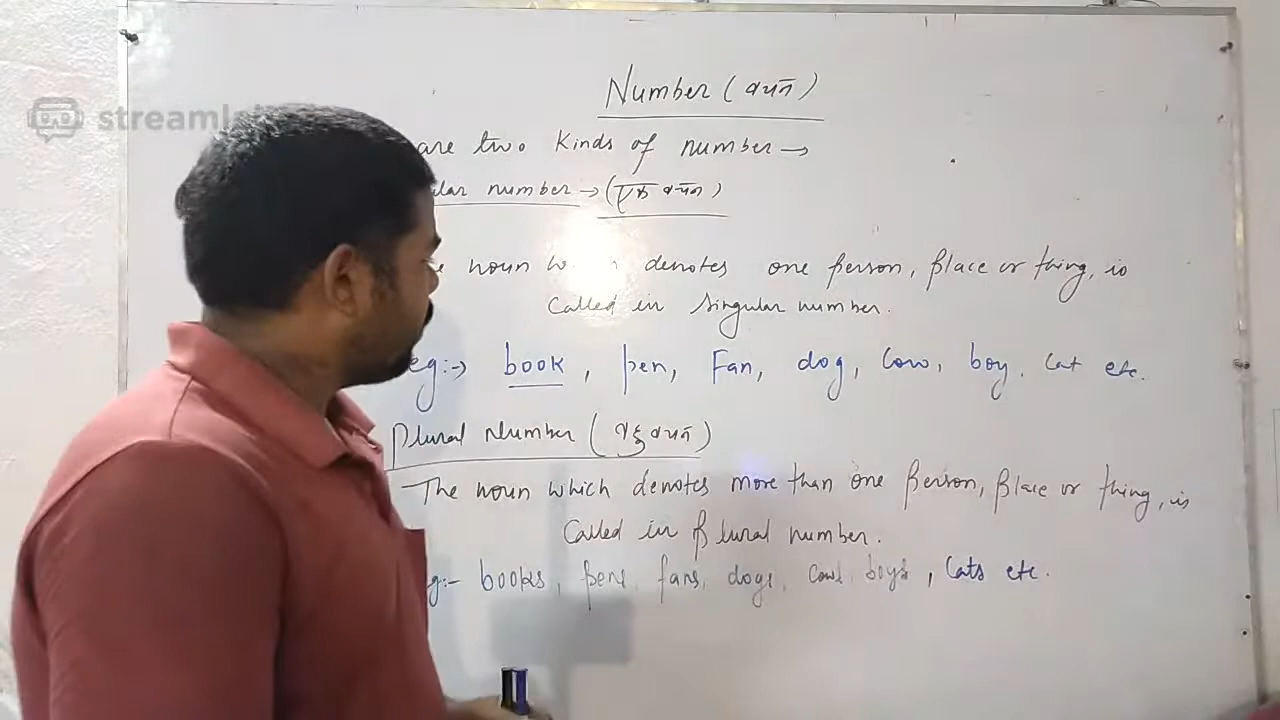 streaml
Number (वचन)
are two kinds of number →
ular number → (एक वचन)
noun denotes one person, place or thing, is
called in singular number.
eg:→ book, pen, Fan, dog, Cow, boy, Cat etc.
Plural Number (बहुवचन)
The noun which denotes more than one person, place or thing, is
called in plural number.
g:- books, pens, fans, dogs, cows, boys, Cats etc.